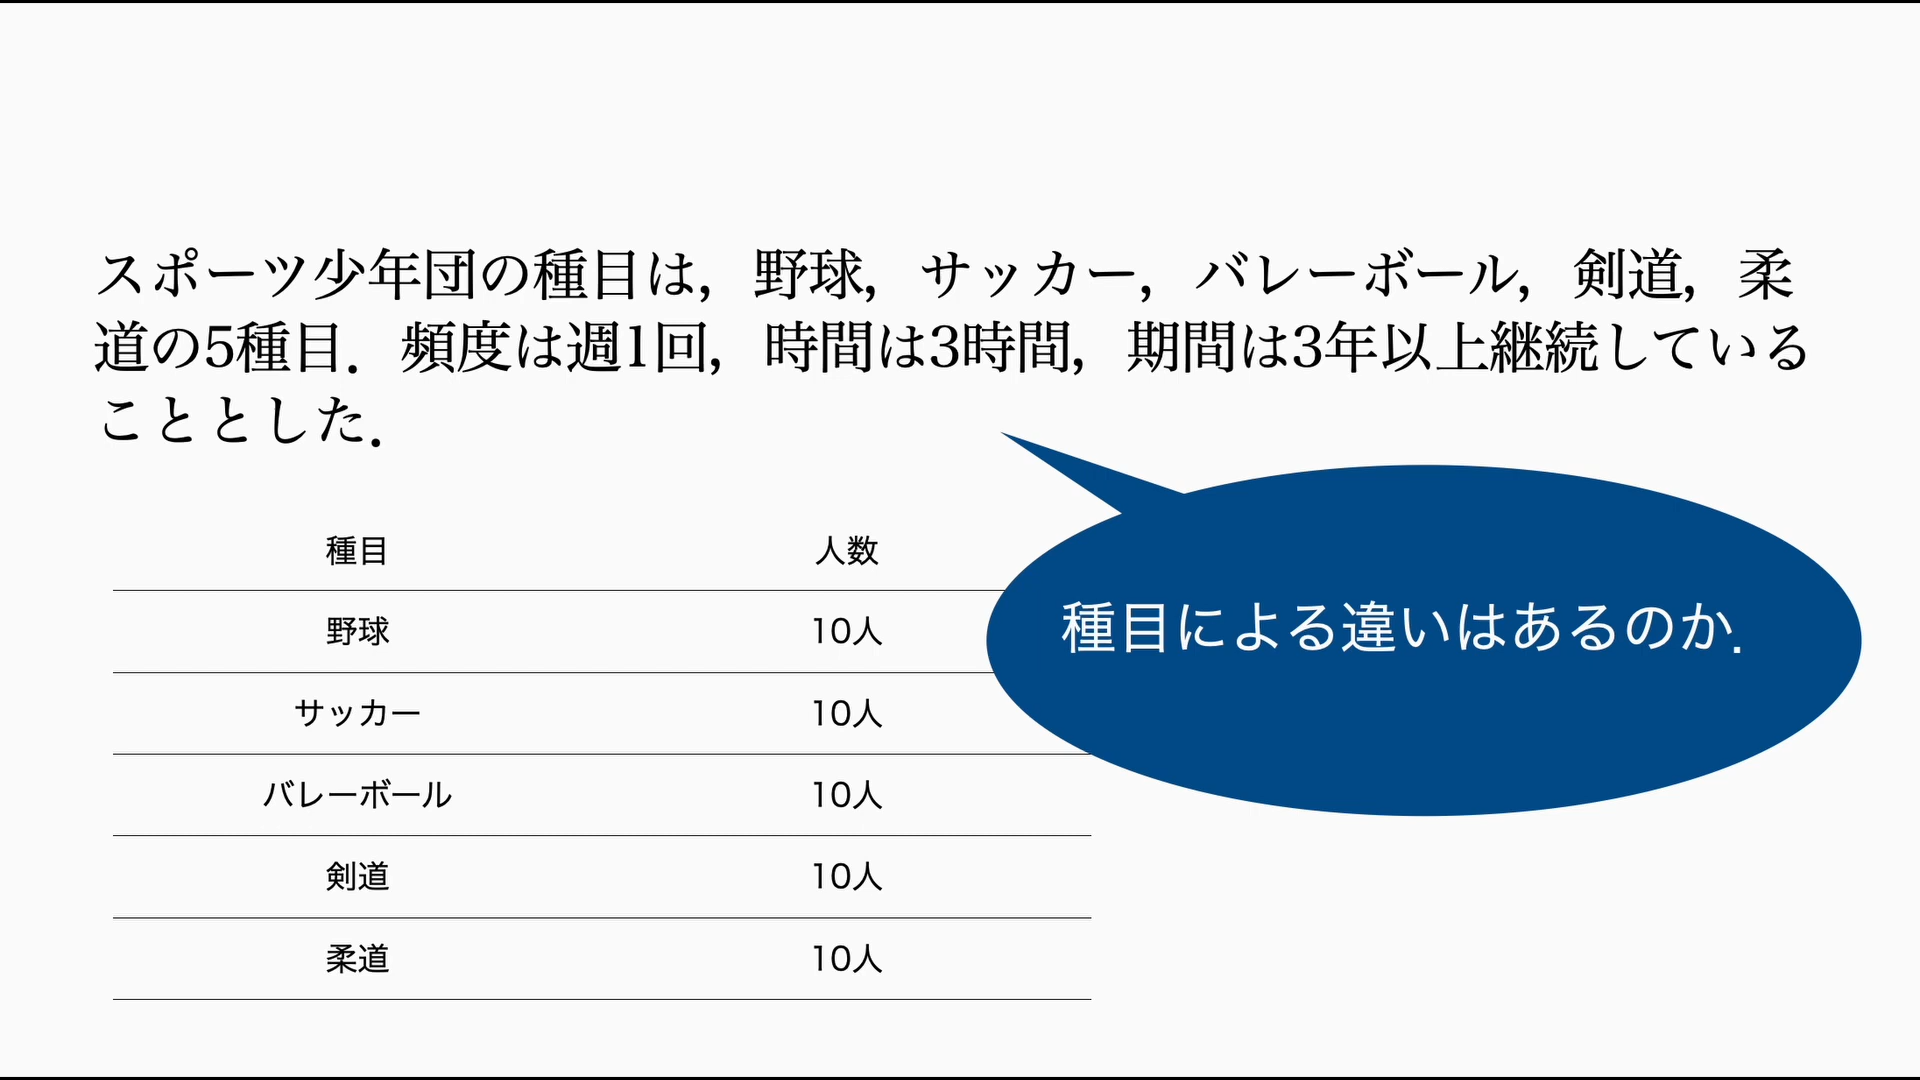 スポーツ少年団の種目は，野球，サッカー，バレーボール，剣道，柔
道の5種目．頻度は週1回，時間は3時間，期間は3年以上継続している
こととした．
種目 人数
野球 10人
サッカー 10人
バレーボール 10人
剣道 10人
柔道 10人
種目による違いはあるのか．